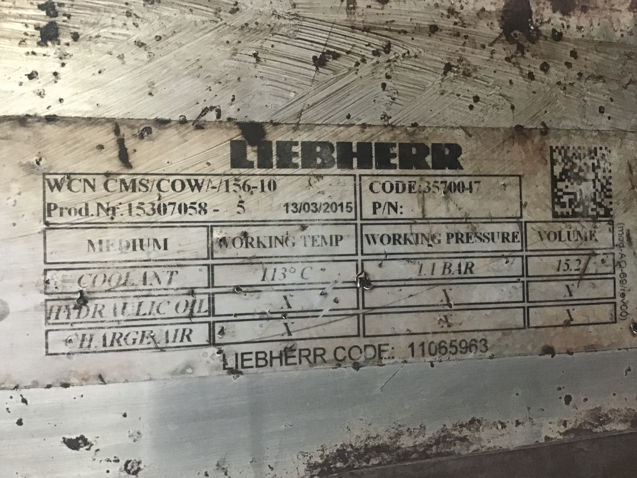 LIEBHERR
WCN CMS/COW/-/156-10 CODE:3570047
Prod.Nr.15307058 - 5 13/03/2015 P/N:
MEDIUM WORKING TEMP WORKING PRESSURE VOLUME
COOLANT 113° C 1.1 BAR 15.2
HYDRAULIC OIL X X X
CHARGE AIR X X X
LIEBHERR CODE: 11065963